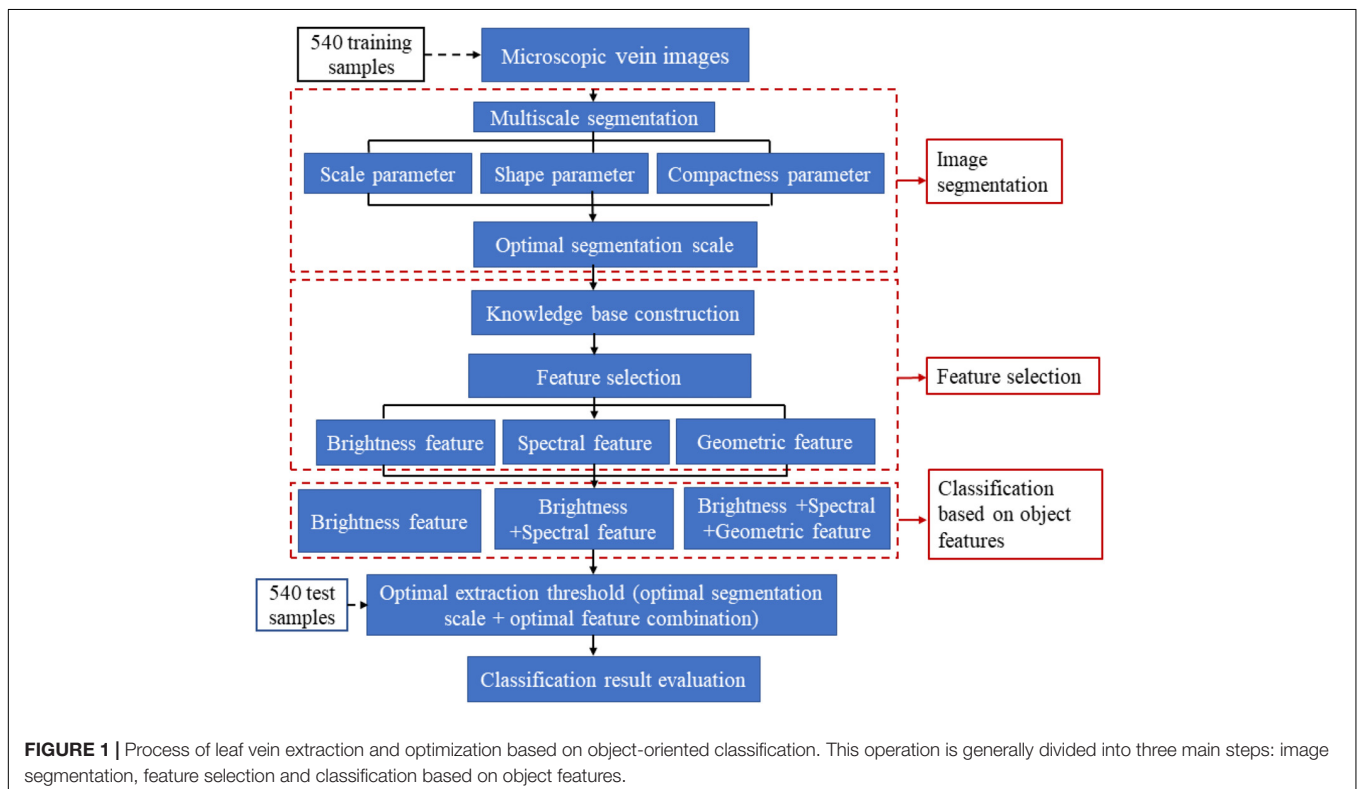 540 training
samples
Microscopic vein images
Multiscale segmentation
Scale parameter
Shape parameter
Compactness parameter
Image
segmentation
Optimal segmentation scale
Knowledge base construction
Feature selection
Feature selection
Brightness feature
Spectral feature
Geometric feature
Brightness feature
Brightness
+Spectral feature
Brightness +Spectral
+Geometric feature
Classification
based on object
features
540 test
samples
Optimal extraction threshold (optimal segmentation
scale + optimal feature combination)
Classification result evaluation
FIGURE 1 | Process of leaf vein extraction and optimization based on object-oriented classification. This operation is generally divided into three main steps: image
segmentation, feature selection and classification based on object features.